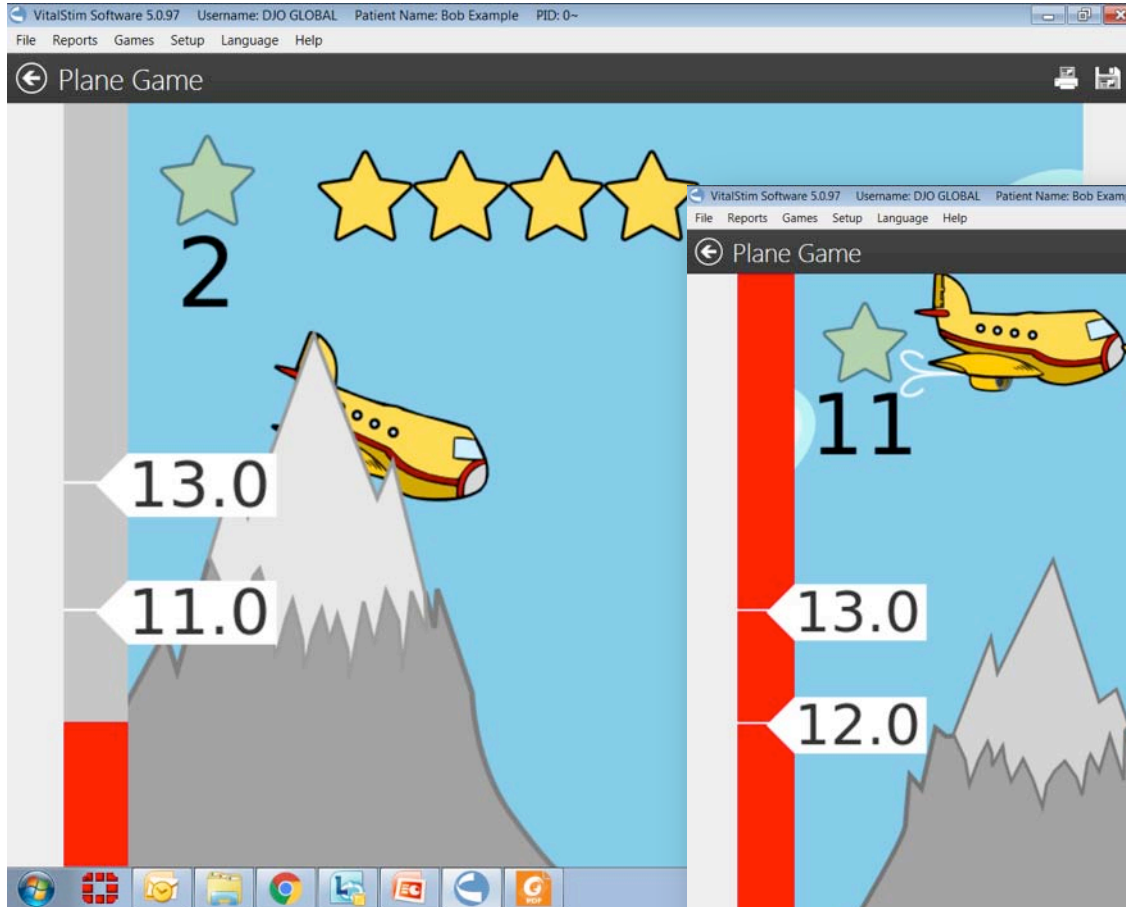 VitalStim Software 5.0.97 Username: DJO GLOBAL Patient Name: Bob Example PID: 0~
File Reports Games Setup Language Help
Plane Game
2
13.0
11.0
VitalStim Software 5.0.97 Username: DJO GLOBAL Patient Name: Bob Examp
File Reports Games Setup Language Help
Plane Game
11
13.0
12.0
PDF